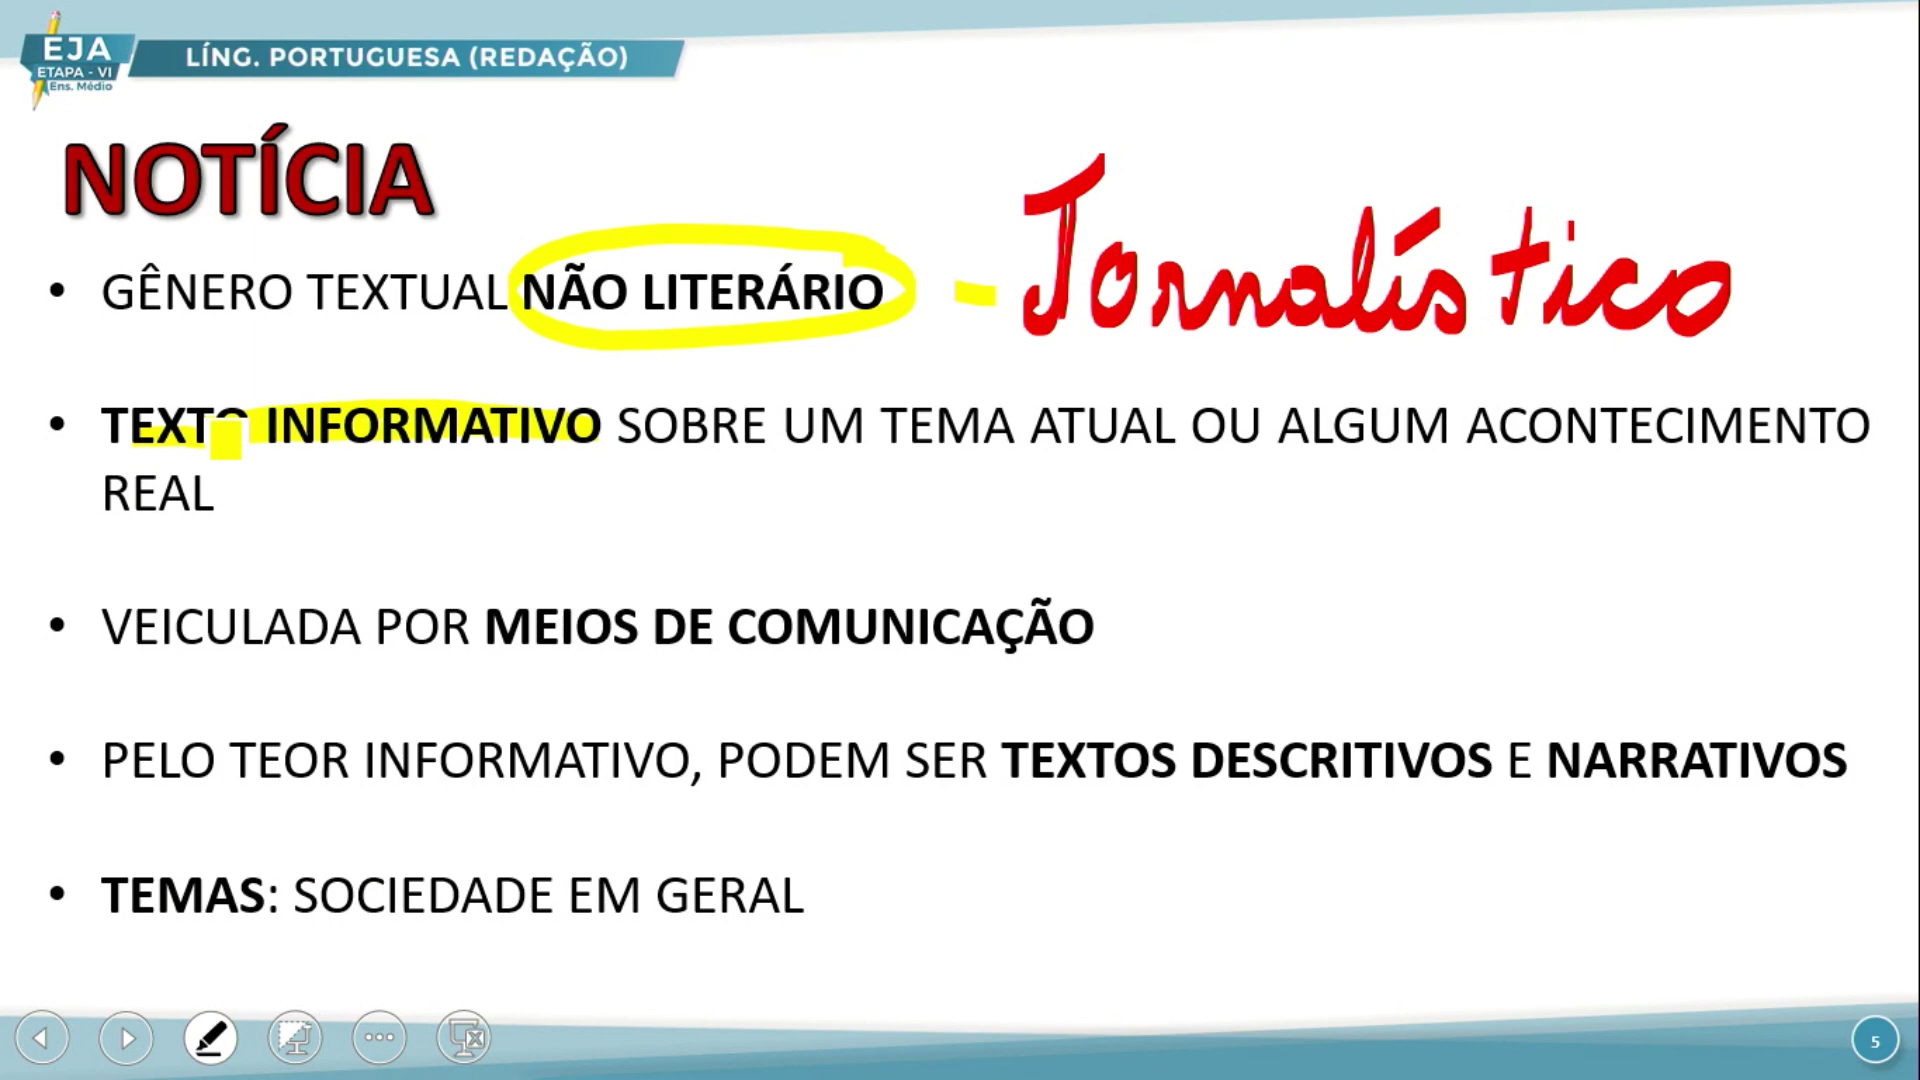 EJA
ETAPA - VI
Ens. Médio
LÍNG. PORTUGUESA (REDAÇÃO)
NOTÍCIA
• GÊNERO TEXTUAL NÃO LITERÁRIO - Jornalístico
• TEXTO INFORMATIVO SOBRE UM TEMA ATUAL OU ALGUM ACONTECIMENTO
REAL
• VEICULADA POR MEIOS DE COMUNICAÇÃO
• PELO TEOR INFORMATIVO, PODEM SER TEXTOS DESCRITIVOS E NARRATIVOS
• TEMAS: SOCIEDADE EM GERAL
5